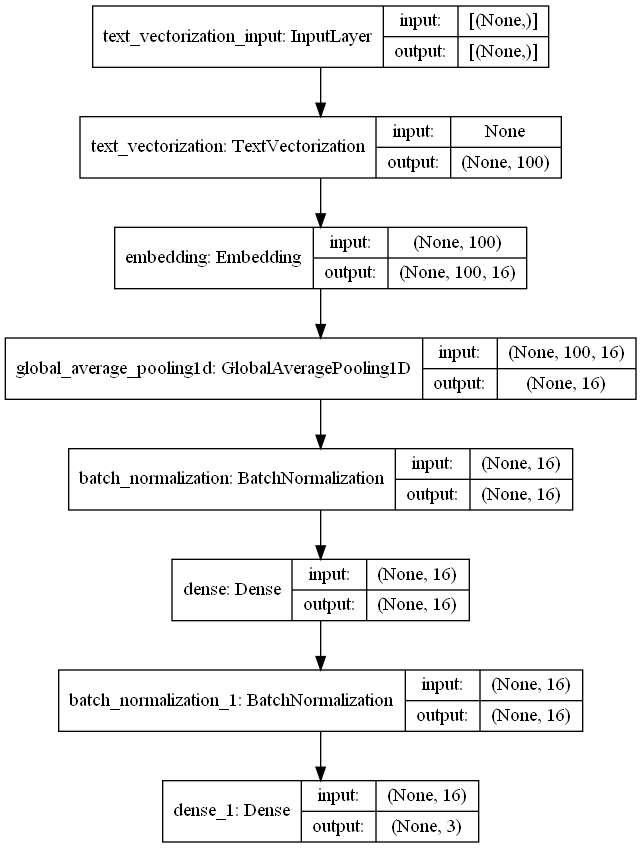 text_vectorization_input: InputLayer
input: [(None,)]
output: [(None,)]
text_vectorization: TextVectorization
input: None
output: (None, 100)
embedding: Embedding
input: (None, 100)
output: (None, 100, 16)
global_average_pooling1d: GlobalAveragePooling1D
input: (None, 100, 16)
output: (None, 16)
batch_normalization: BatchNormalization
input: (None, 16)
output: (None, 16)
dense: Dense
input: (None, 16)
output: (None, 16)
batch_normalization_1: BatchNormalization
input: (None, 16)
output: (None, 16)
dense_1: Dense
input: (None, 16)
output: (None, 3)